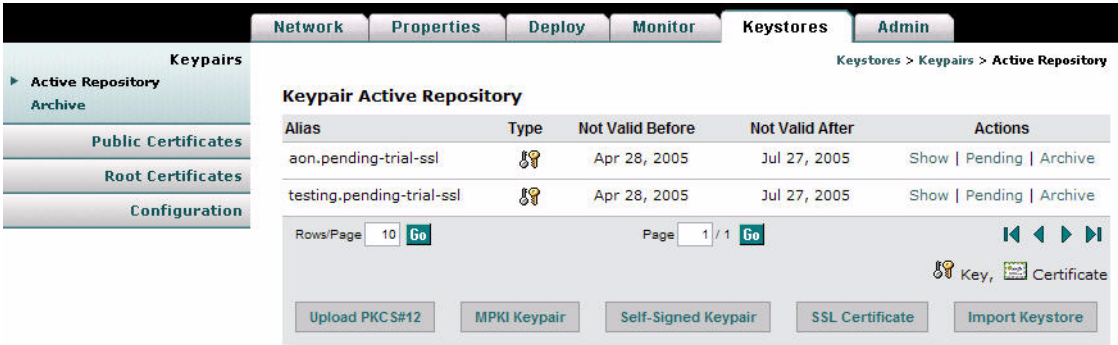 Network Properties Deploy Monitor Keystores Admin
Keypairs
Active Repository
Archive
Public Certificates
Root Certificates
Configuration
Keystores > Keypairs > Active Repository
Keypair Active Repository
Alias Type Not Valid Before Not Valid After Actions
aon.pending-trial-ssl Apr 28, 2005 Jul 27, 2005 Show | Pending | Archive
testing.pending-trial-ssl Apr 28, 2005 Jul 27, 2005 Show | Pending | Archive
Rows/Page 10 Go Page 1 / 1 Go
Key, Certificate
Upload PKCS#12 MPKI Keypair Self-Signed Keypair SSL Certificate Import Keystore